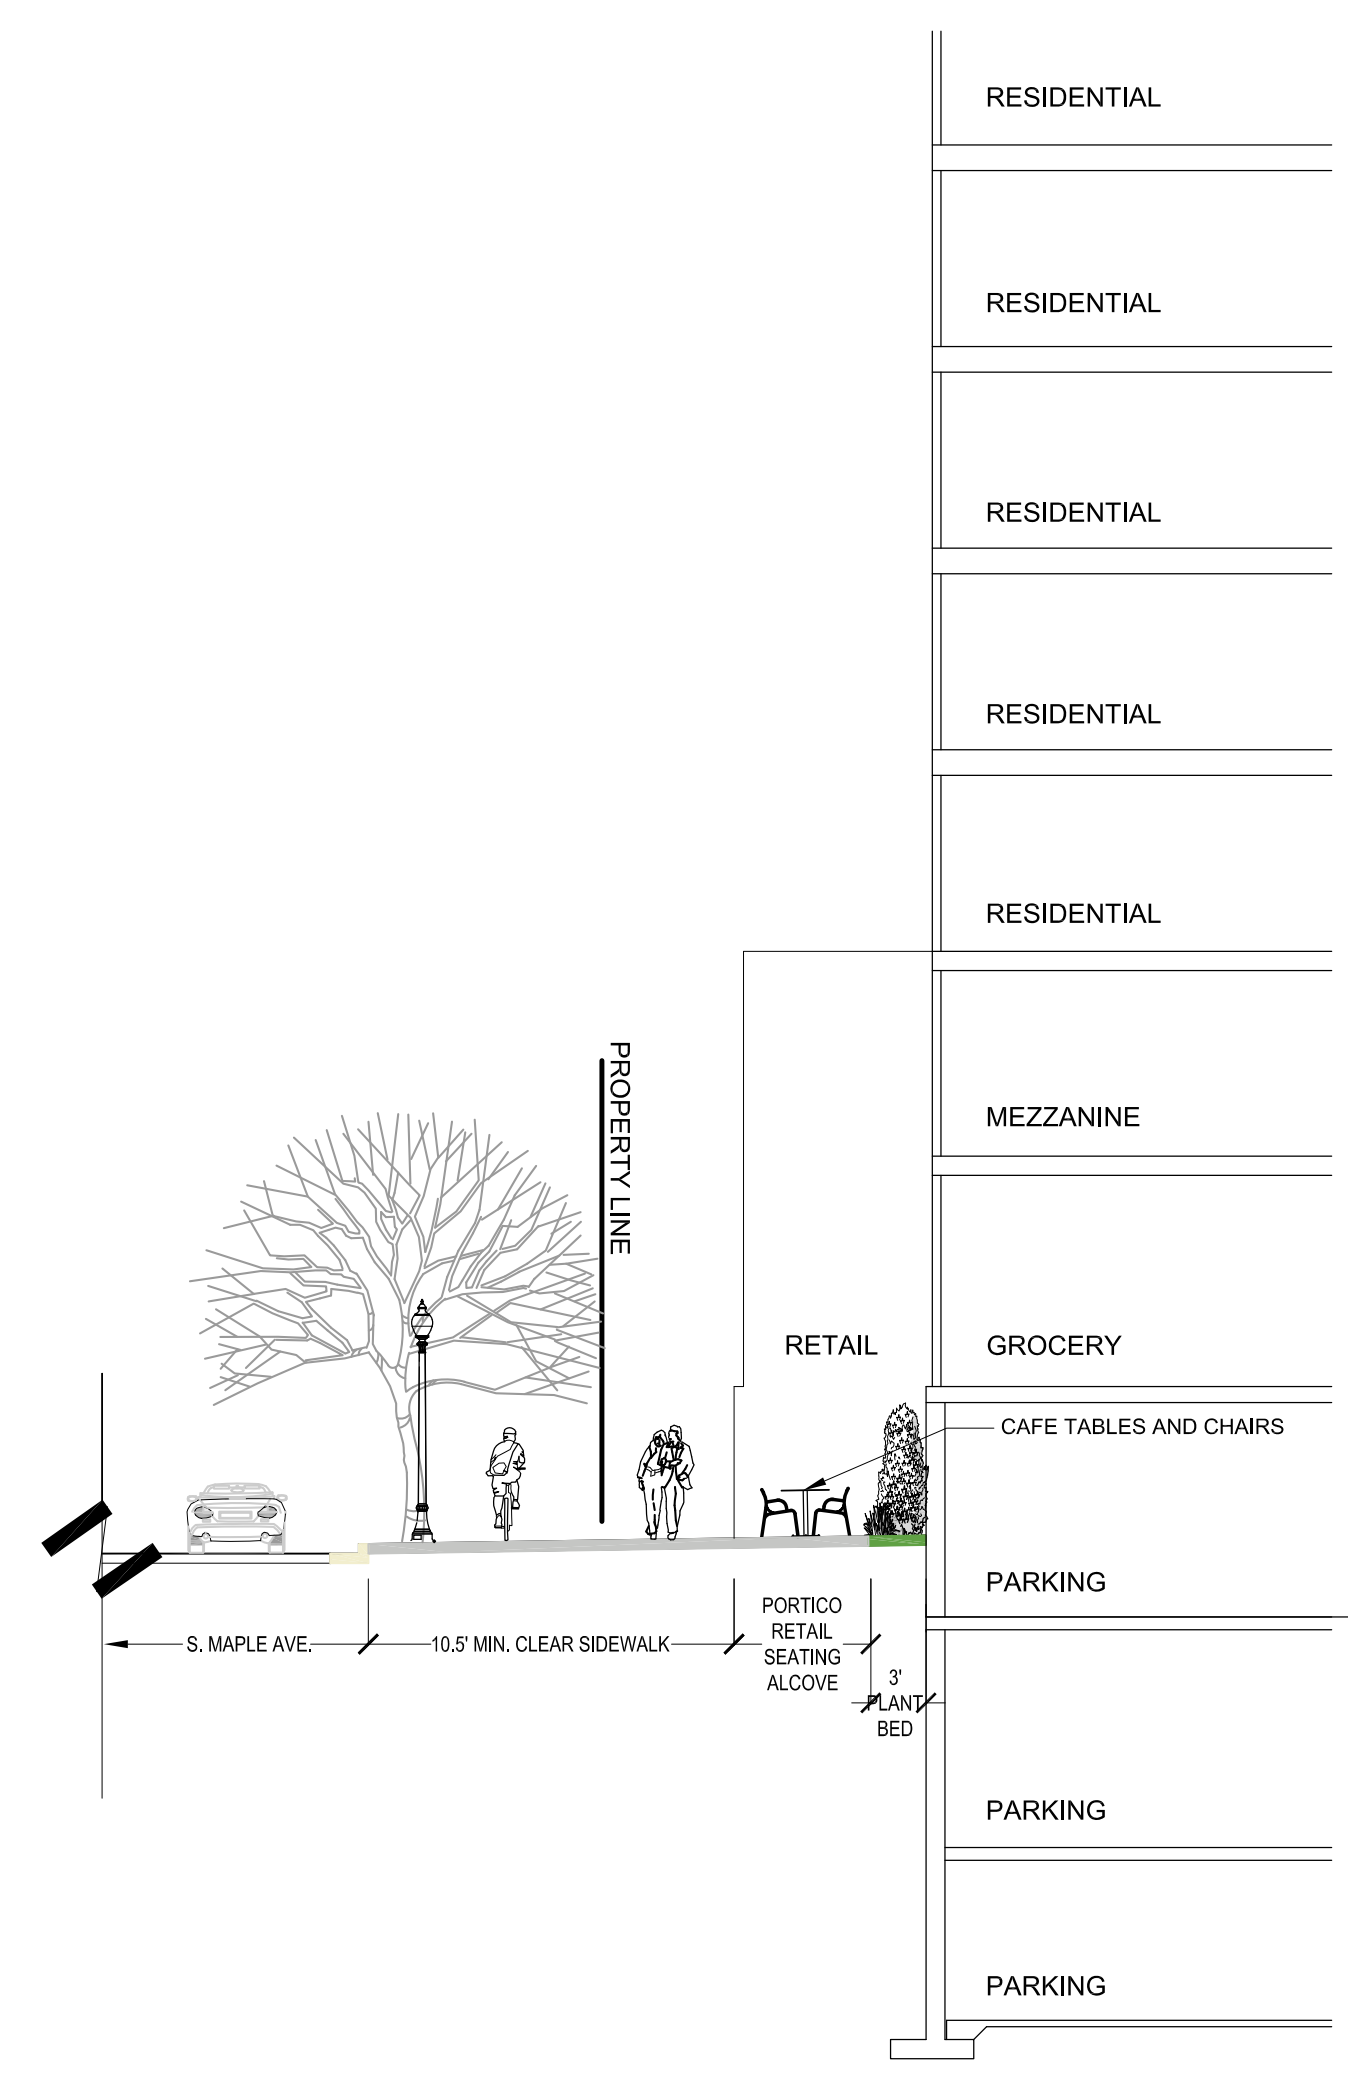 RESIDENTIAL
RESIDENTIAL
RESIDENTIAL
RESIDENTIAL
RESIDENTIAL
MEZZANINE
PROPERTY LINE
RETAIL
GROCERY
CAFE TABLES AND CHAIRS
PARKING
S. MAPLE AVE.
10.5' MIN. CLEAR SIDEWALK
PORTICO
RETAIL
SEATING
ALCOVE
3'
PLANT
BED
PARKING
PARKING